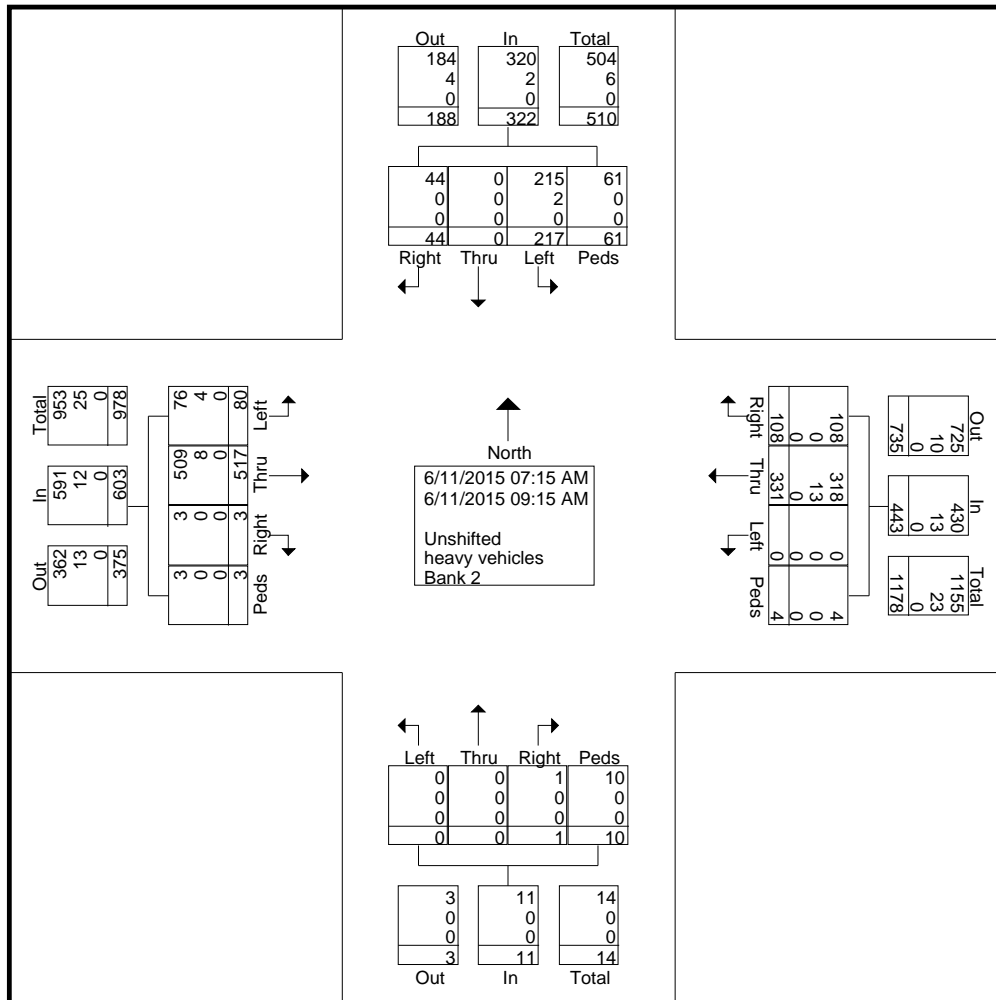 Out In Total
184 320 504
4 2 6
0 0 0
188 322 510
44 0 215 61
0 0 2 0
0 0 0 0
44 0 217 61
Right Thru Left Peds
Total
953
25
0
978
In
591
12
0
603
Out
362
13
0
375
76
4
0
80
Left
509
8
0
517
Thru
3
0
0
3
Right
3
0
0
3
Peds
North
6/11/2015 07:15 AM
6/11/2015 09:15 AM
Unshifted
heavy vehicles
Bank 2
Right
108
0
0
108
Thru
318
13
0
331
Left
0
0
0
0
Peds
4
0
0
4
Out
725
10
0
735
In
430
13
0
443
Total
1155
23
0
1178
Left Thru Right Peds
0 0 1 10
0 0 0 0
0 0 0 0
0 0 1 10
3 11 14
0 0 0
0 0 0
3 11 14
Out In Total